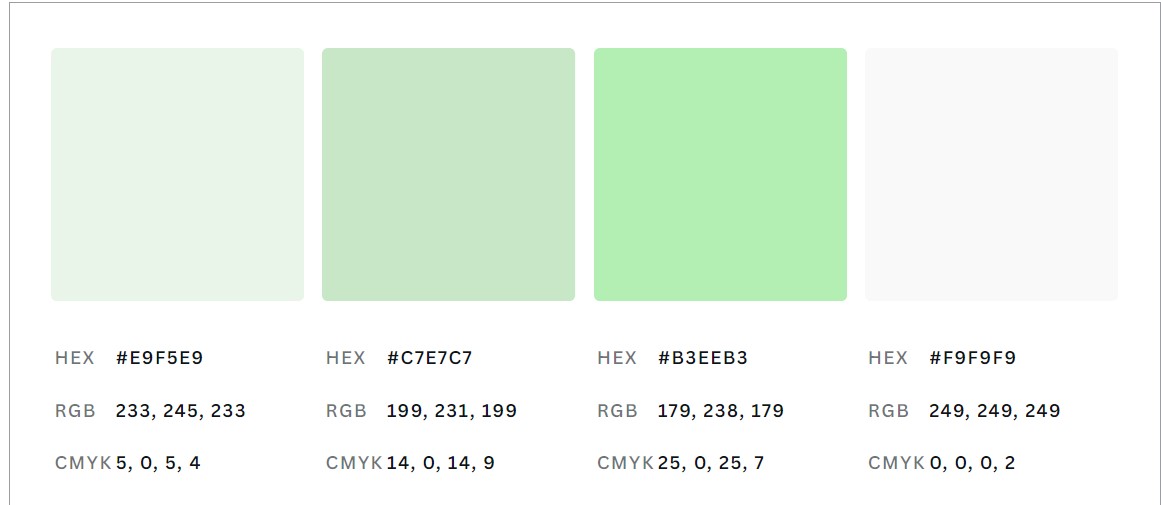 HEX #E9F5E9
RGB 233, 245, 233
CMYK 5, 0, 5, 4
HEX #C7E7C7
RGB 199, 231, 199
CMYK 14, 0, 14, 9
HEX #B3EEB3
RGB 179, 238, 179
CMYK 25, 0, 25, 7
HEX #F9F9F9
RGB 249, 249, 249
CMYK 0, 0, 0, 2